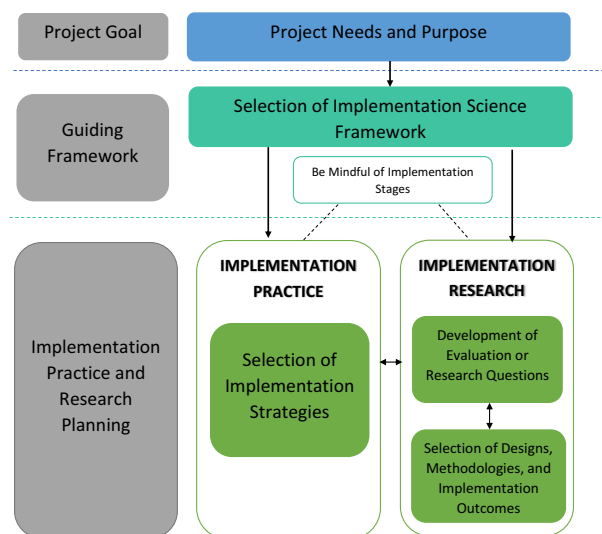 Project Goal
Project Needs and Purpose
Guiding
Framework
Selection of Implementation Science
Framework
Be Mindful of Implementation
Stages
Implementation
Practice and
Research
Planning
IMPLEMENTATION
PRACTICE
Selection of
Implementation
Strategies
IMPLEMENTATION
RESEARCH
Development of
Evaluation or
Research Questions
Selection of Designs,
Methodologies, and
Implementation
Outcomes